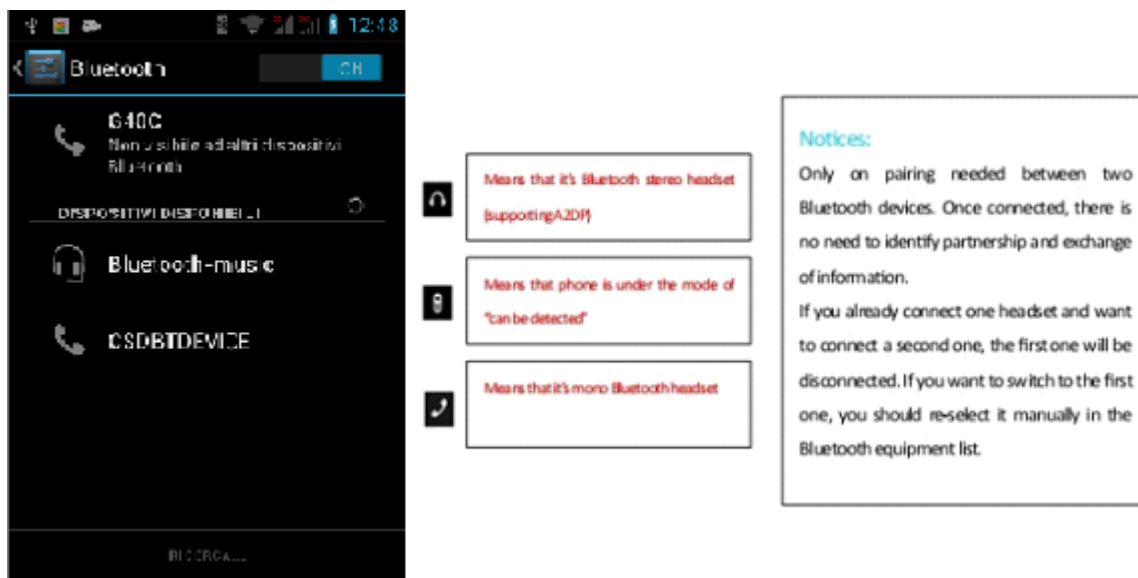 12:48
Bluetooth
ON
G40C
Non visibile ad altri dispositivi
Bluetooth
DISPOSITIVI DISPONIBILI
Bluetooth-music
CSDBTDEVICE
Means that it's Bluetooth stereo headset
(supporting A2DP)
Means that phone is under the mode of
"can be detected"
Means that it's mono Bluetooth headset
Notices:
Only on pairing needed between two
Bluetooth devices. Once connected, there is
no need to identify partnership and exchange
of information.
If you already connect one headset and want
to connect a second one, the first one will be
disconnected. If you want to switch to the first
one, you should re-select it manually in the
Bluetooth equipment list.